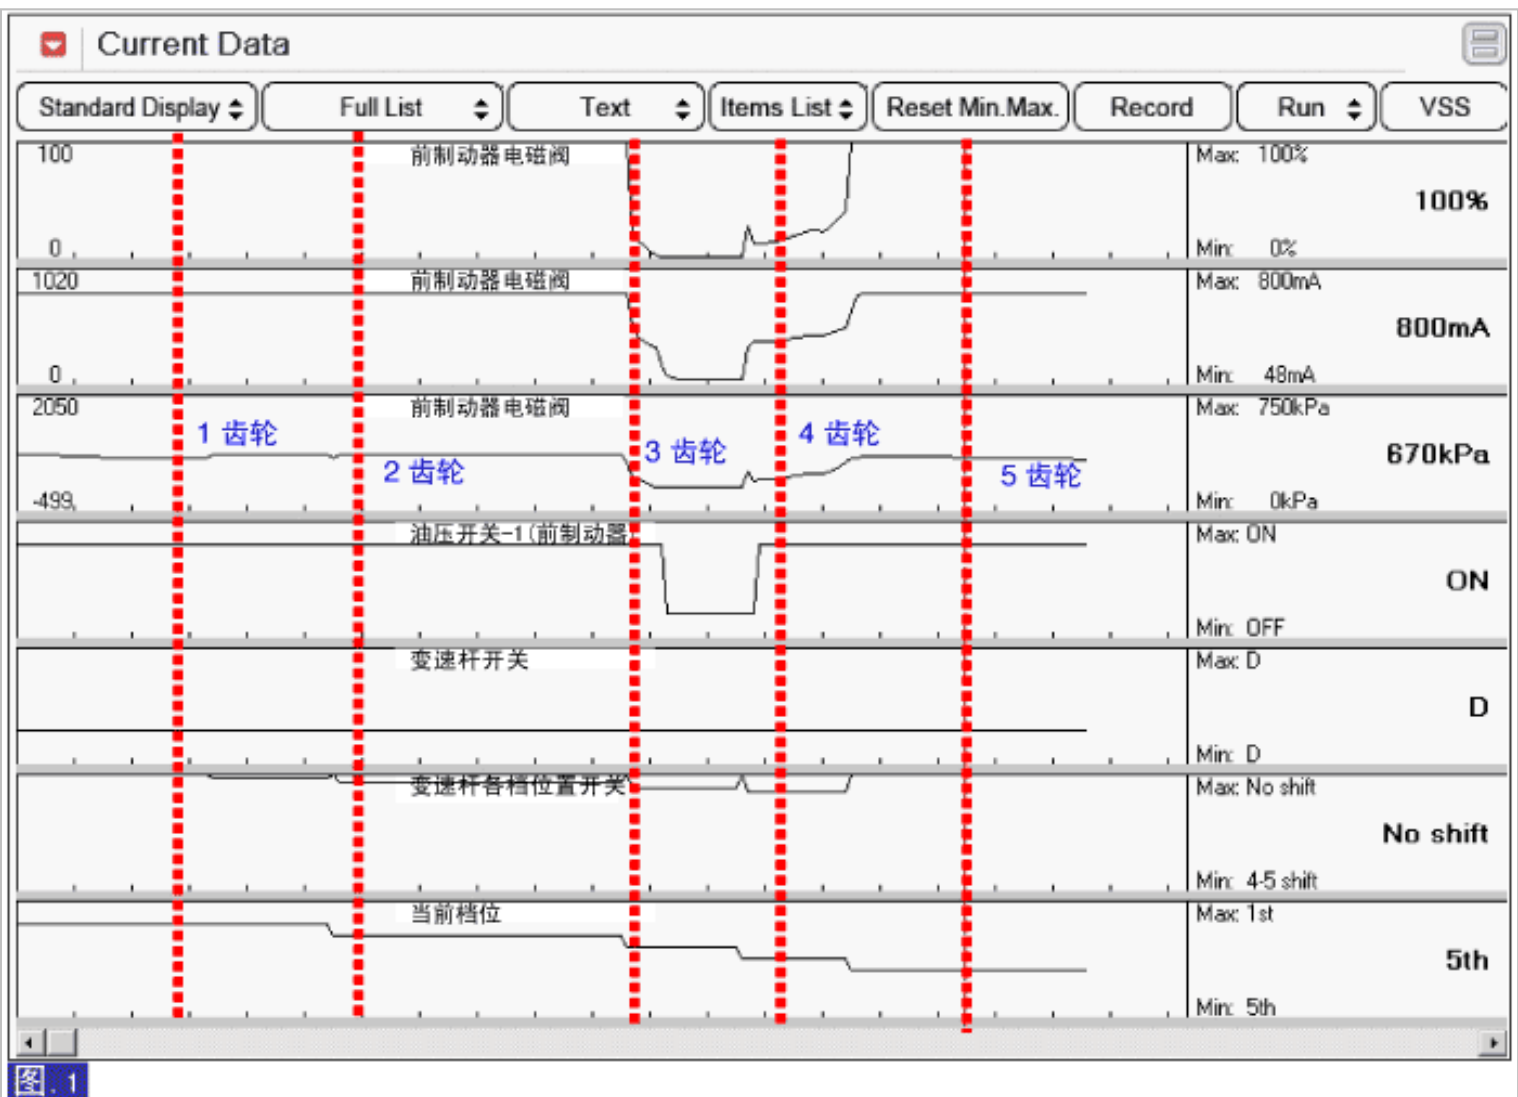 Current Data
Standard Display Full List Text Items List Reset Min.Max. Record Run VSS
100 前制动器电磁阀 Max: 100%
100%
0 Min: 0%
1020 前制动器电磁阀 Max: 800mA
800mA
0 Min: 48mA
2050 前制动器电磁阀 Max: 750kPa
1 齿轮 2 齿轮 3 齿轮 4 齿轮 5 齿轮
670kPa
-499 Min: 0kPa
油压开关-1(前制动器) Max: ON
ON
Min: OFF
变速杆开关 Max: D
D
Min: D
变速杆各档位置开关 Max: No shift
No shift
Min: 4-5 shift
当前档位 Max: 1st
5th
Min: 5th
图.1